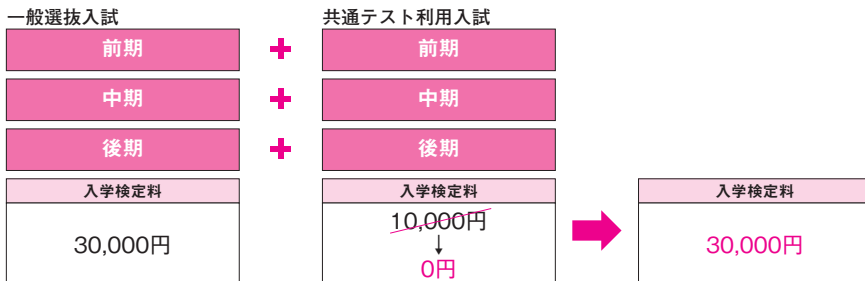 一般選抜入試
共通テスト利用入試
前期
+
前期
中期
+
中期
後期
+
後期
入学検定料
入学検定料
入学検定料
30,000円
10,000円
↓
0円
30,000円